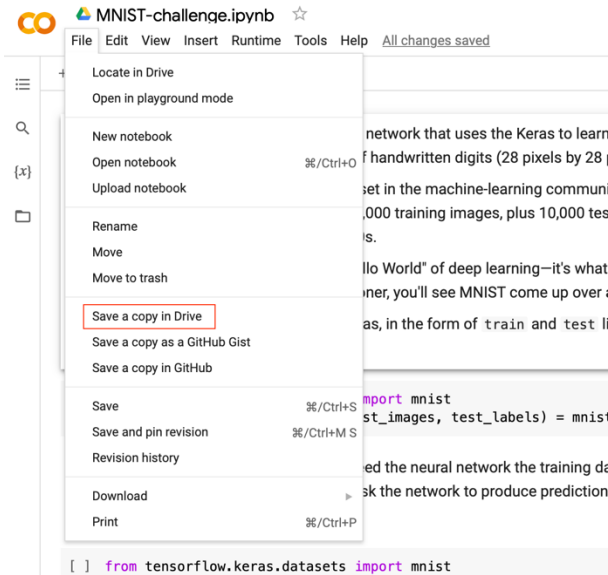 MNIST-challenge.ipynb
File Edit View Insert Runtime Tools Help All changes saved
Locate in Drive
Open in playground mode
New notebook
Open notebook ⌘/Ctrl+O
Upload notebook
Rename
Move
Move to trash
Save a copy in Drive
Save a copy as a GitHub Gist
Save a copy in GitHub
Save ⌘/Ctrl+S
Save and pin revision ⌘/Ctrl+M S
Revision history
Download
Print ⌘/Ctrl+P
{x}
network that uses the Keras to learn
f handwritten digits (28 pixels by 28
set in the machine-learning communi
,000 training images, plus 10,000 tes
s.
llo World" of deep learning—it's what
ner, you'll see MNIST come up over
as, in the form of train and test li
mport mnist
st_images, test_labels) = mnist
ed the neural network the training da
sk the network to produce prediction
[ ] from tensorflow.keras.datasets import mnist